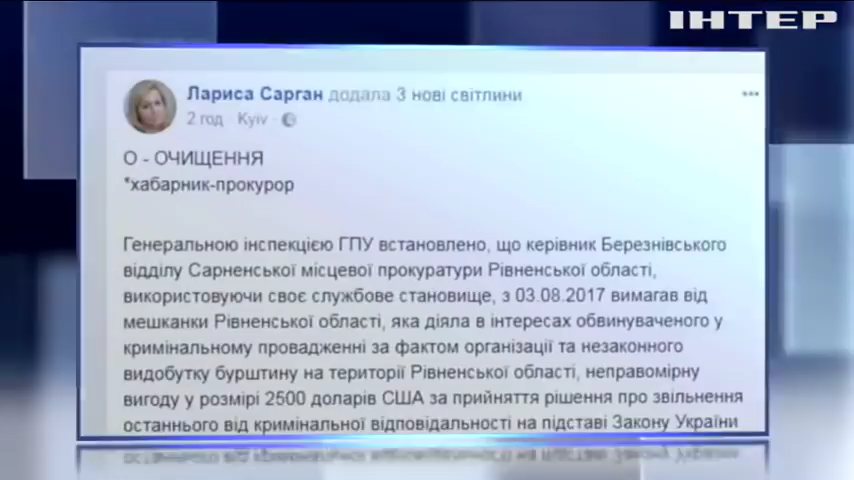 ІНТЕР
Лариса Сарган додала 3 нові світлини
2 год · Kyiv ·
О - ОЧИЩЕННЯ
*хабарник-прокурор
Генеральною інспекцією ГПУ встановлено, що керівник Березнівського
відділу Сарненської місцевої прокуратури Рівненської області,
використовуючи своє службове становище, з 03.08.2017 вимагав від
мешканки Рівненської області, яка діяла в інтересах обвинуваченого у
кримінальному провадженні за фактом організації та незаконного
видобутку бурштину на території Рівненської області, неправомірну
вигоду у розмірі 2500 доларів США за прийняття рішення про звільнення
останнього від кримінальної відповідальності на підставі Закону України